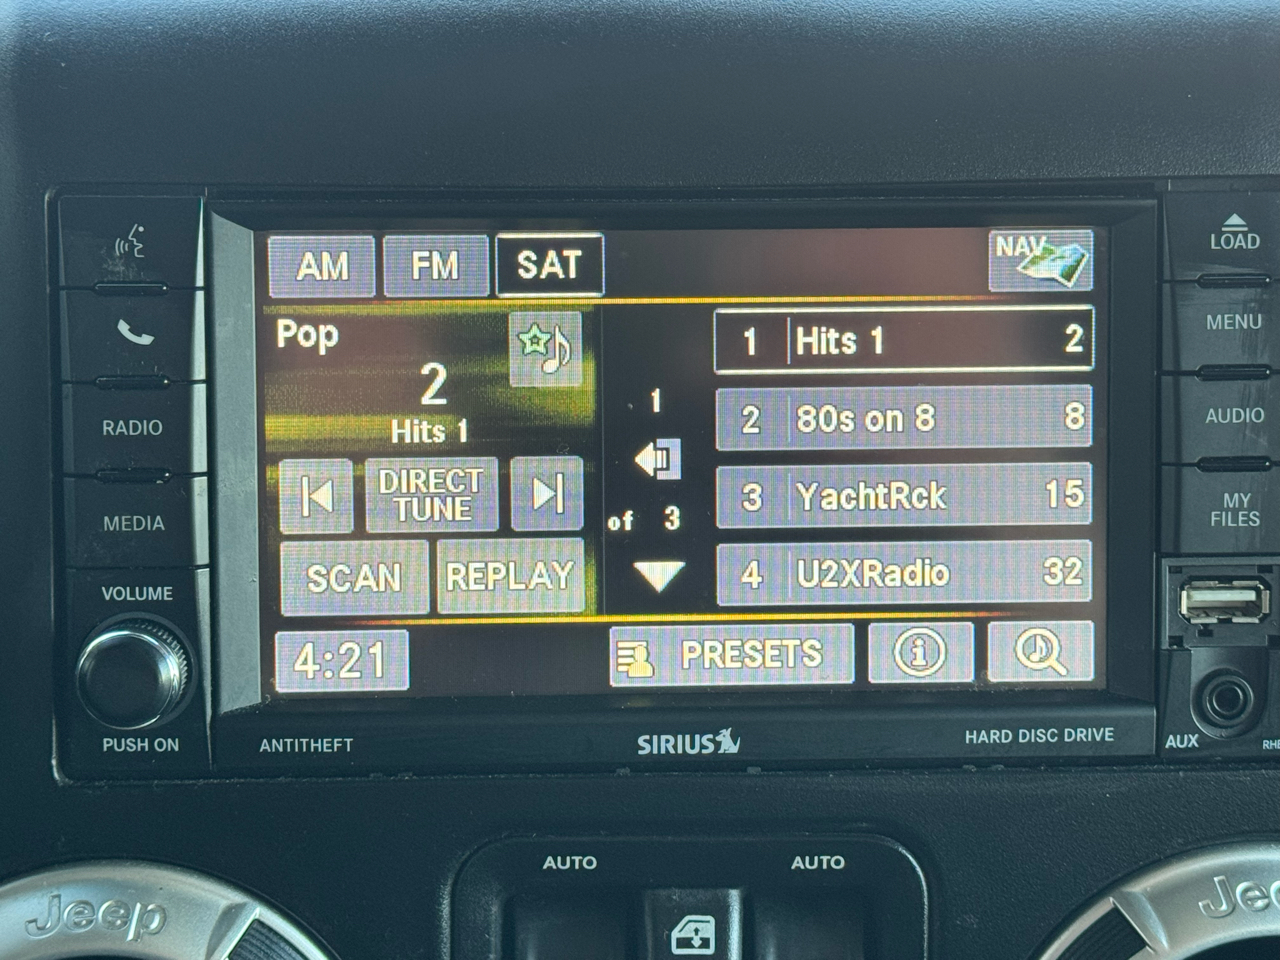 AM FM SAT NAV
LOAD
MENU
RADIO
AUDIO
MEDIA
MY
FILES
Pop
2
Hits 1
DIRECT
TUNE
SCAN REPLAY
1
of 3
1 Hits 1 2
2 80s on 8 8
3 YachtRck 15
4 U2XRadio 32
4:21 PRESETS
VOLUME
PUSH ON
ANTITHEFT
SIRIUS
HARD DISC DRIVE
AUX
AUTO AUTO
Jeep